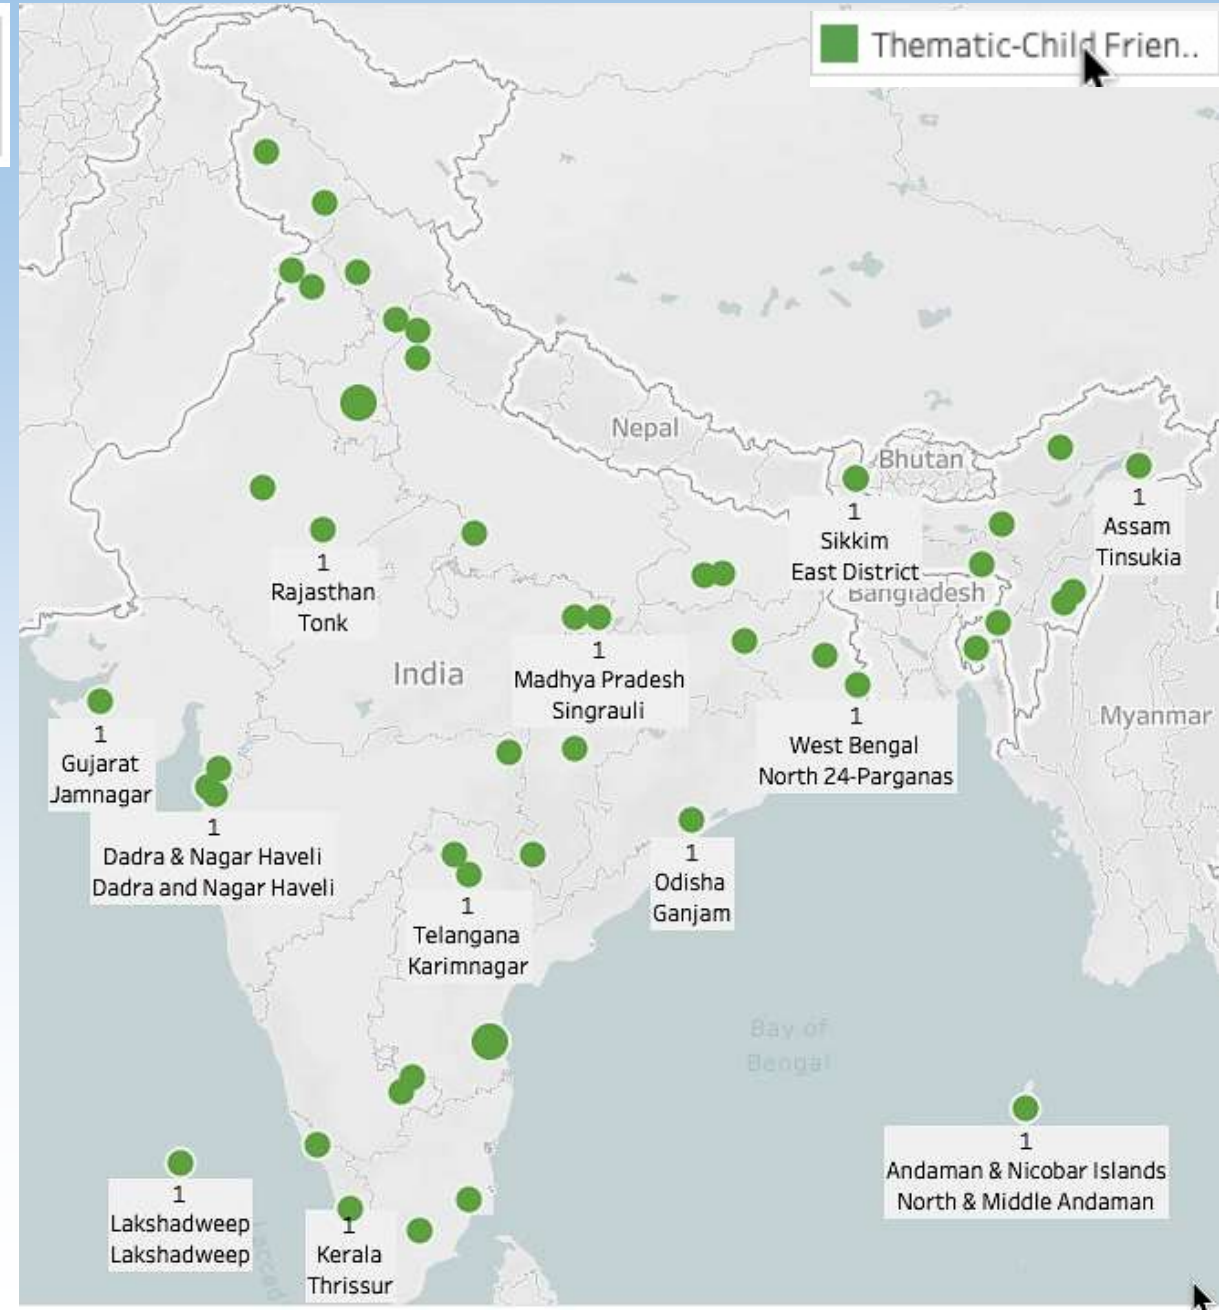 Thematic-Child Frien..
Nepal
Bhutan
1
Sikkim
East District
1
Assam
Tinsukia
Bangladesh
1
Rajasthan
Tonk
India
1
Madhya Pradesh
Singrauli
Myanmar
1
West Bengal
North 24-Parganas
1
Gujarat
Jamnagar
1
Dadra & Nagar Haveli
Dadra and Nagar Haveli
1
Odisha
Ganjam
1
Telangana
Karimnagar
Bay of
Bengal
1
Andaman & Nicobar Islands
North & Middle Andaman
1
Lakshadweep
Lakshadweep
1
Kerala
Thrissur